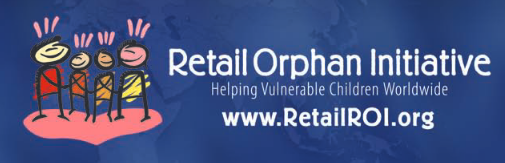 Retail Orphan Initiative
Helping Vulnerable Children Worldwide
www.RetailROI.org